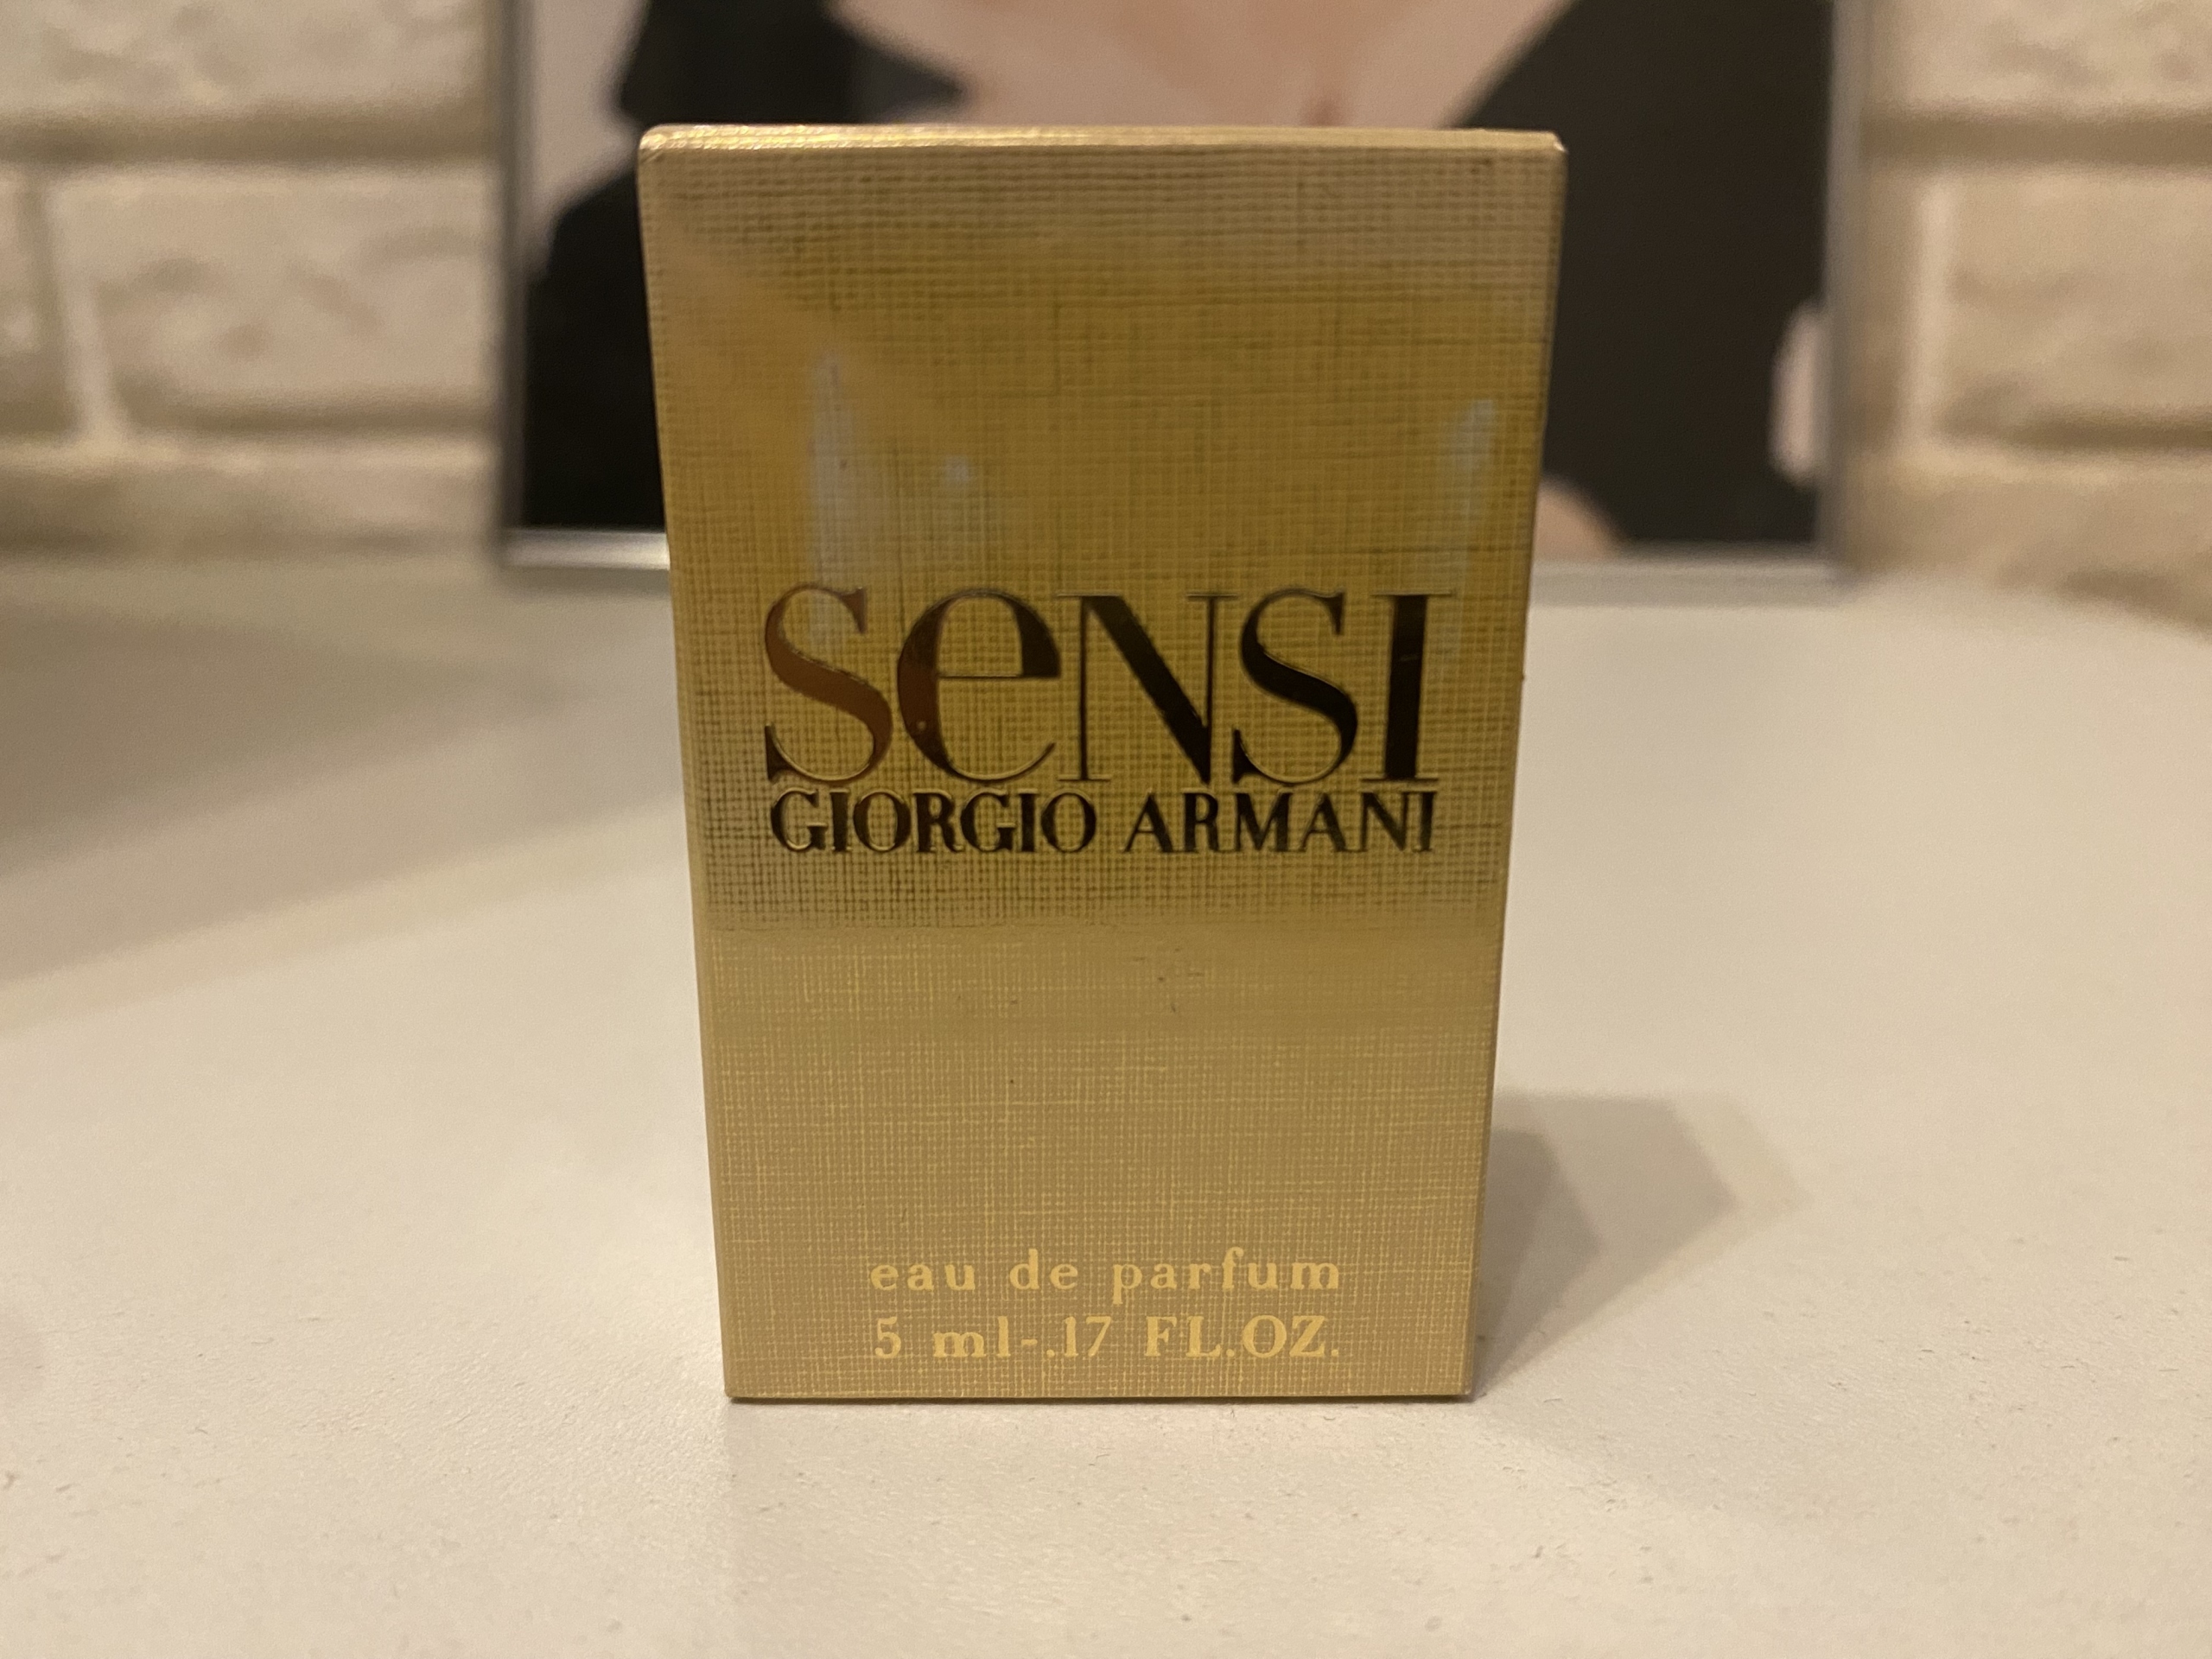 SeNSI
GIORGIO ARMANI
eau de parfum
5 ml-.17 FL.OZ.